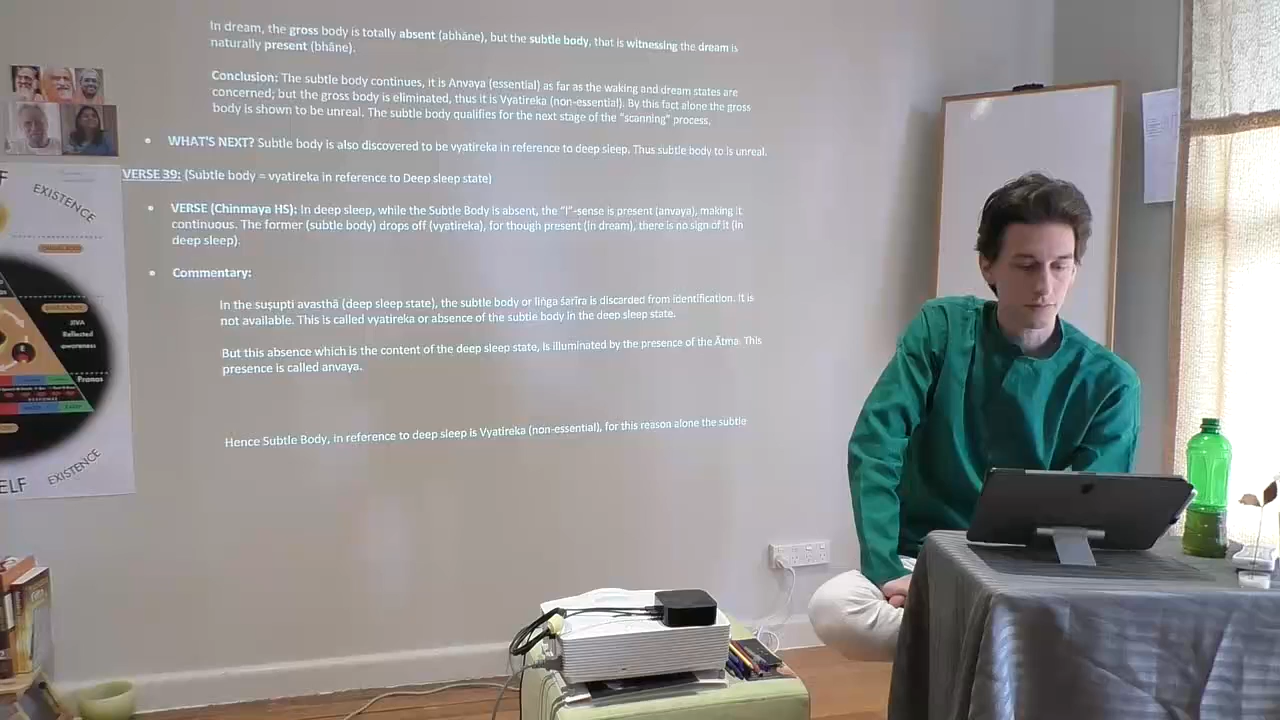 In dream, the gross body is totally absent (abhāne), but the subtle body, that is witnessing the dream is
naturally present (bhāne).
Conclusion: The subtle body continues, it is Anvaya (essential) as far as the waking and dream states are
concerned; but the gross body is eliminated, thus it is Vyatireka (non-essential). By this fact alone the gross
body is shown to be unreal. The subtle body qualifies for the next stage of the "scanning" process.
• WHAT'S NEXT? Subtle body is also discovered to be vyatireka in reference to deep sleep. Thus subtle body to is unreal.
VERSE 39: (Subtle body = vyatireka in reference to Deep sleep state)
• VERSE (Chinmaya HS): In deep sleep, while the Subtle Body is absent, the "I"-sense is present (anvaya), making it
continuous. The former (subtle body) drops off (vyatireka), for though present (in dream), there is no sign of it (in
deep sleep).
• Commentary:
In the suṣupti avasthā (deep sleep state), the subtle body or liṅga śarīra is discarded from identification. It is
not available. This is called vyatireka or absence of the subtle body in the deep sleep state.
But this absence which is the content of the deep sleep state, is illuminated by the presence of the Ātmā. This
presence is called anvaya.
Hence Subtle Body, in reference to deep sleep is Vyatireka (non-essential), for this reason alone the subtle
F
EXISTENCE
JIVA
Reflected
awareness
Pranas
ELF
EXISTENCE